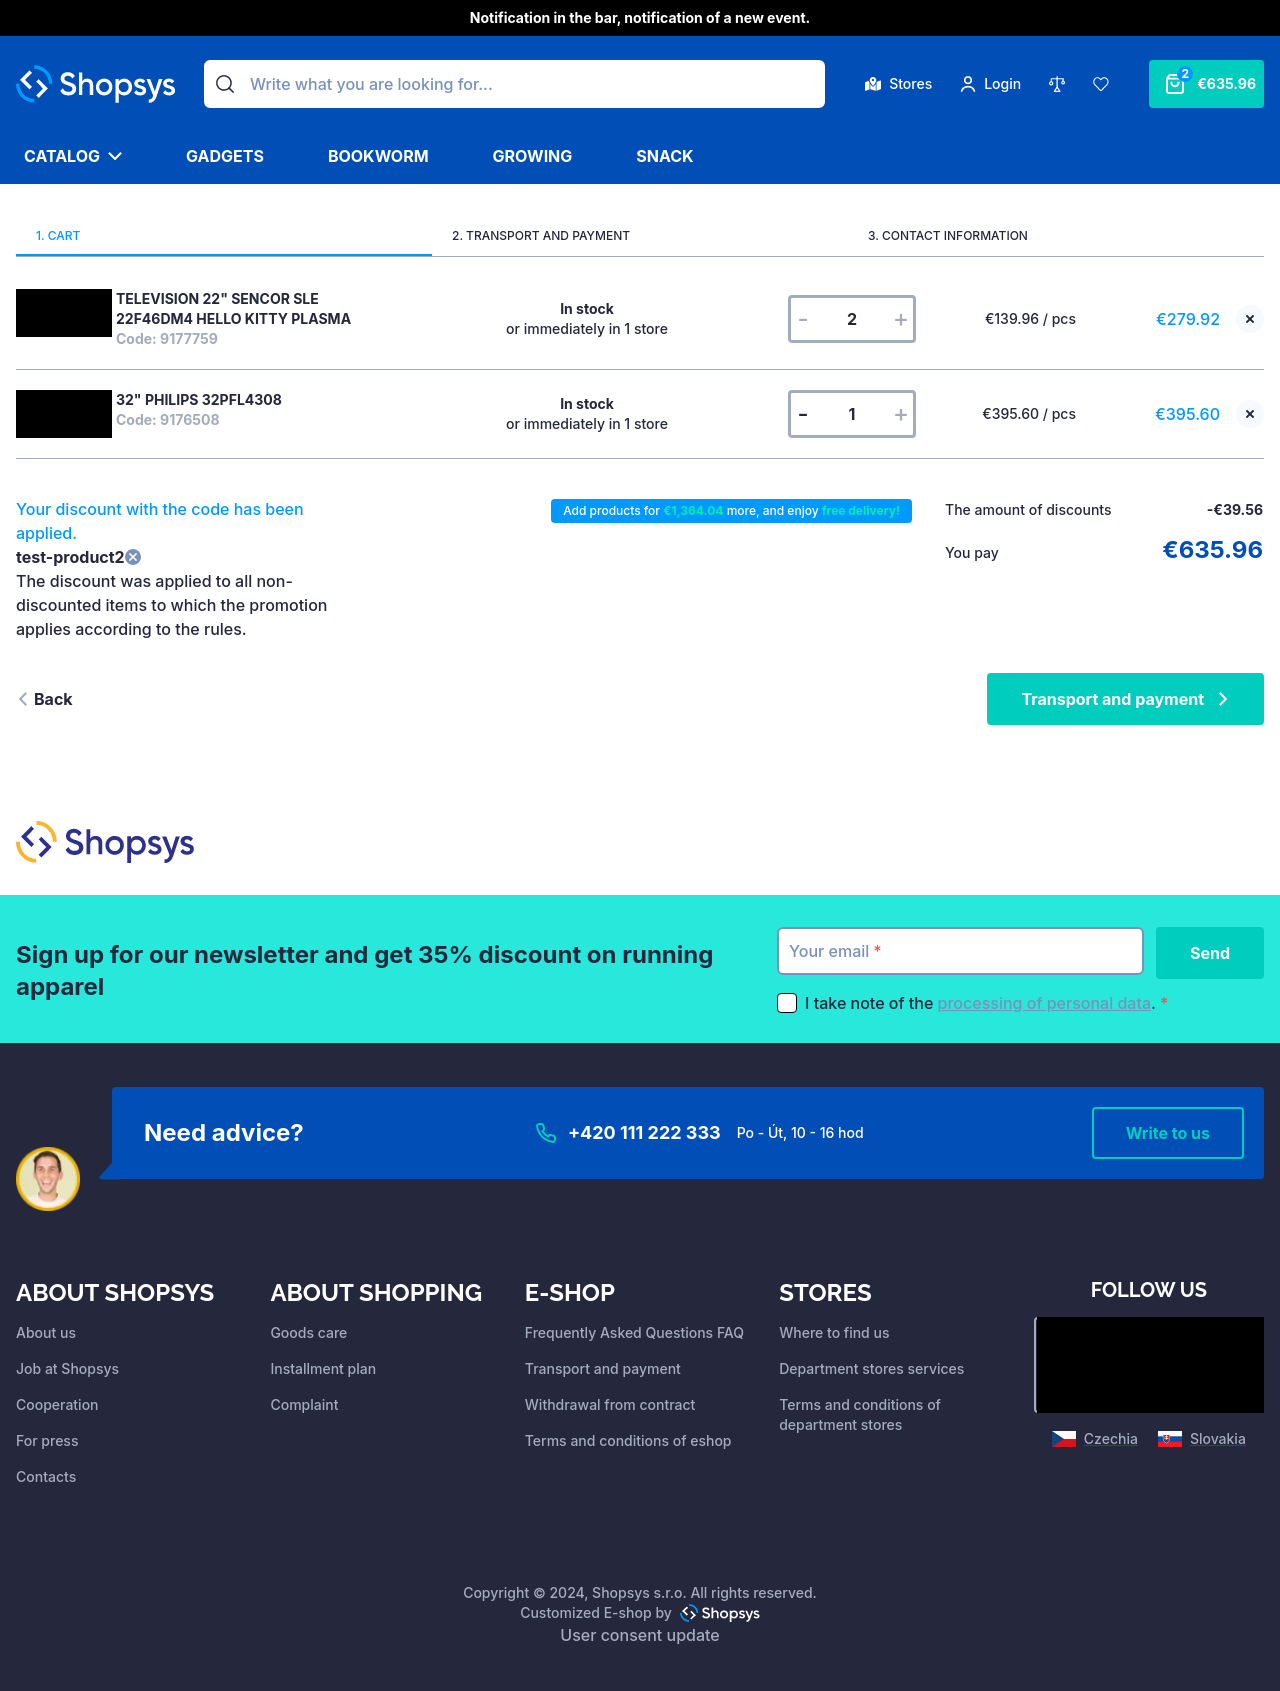 Notification in the bar, notification of a new event.
Shopsys
Write what you are looking for...
Stores
Login
2
€635.96
CATALOG
GADGETS
BOOKWORM
GROWING
SNACK
1. CART
2. TRANSPORT AND PAYMENT
3. CONTACT INFORMATION
TELEVISION 22" SENCOR SLE
22F46DM4 HELLO KITTY PLASMA
Code: 9177759
In stock
or immediately in 1 store
- 2 +
€139.96 / pcs
€279.92
32" PHILIPS 32PFL4308
Code: 9176508
In stock
or immediately in 1 store
- 1 +
€395.60 / pcs
€395.60
Your discount with the code has been
applied.
test-product2
The discount was applied to all non-
discounted items to which the promotion
applies according to the rules.
Add products for €1,364.04 more, and enjoy free delivery!
The amount of discounts
-€39.56
You pay
€635.96
Back
Transport and payment
Shopsys
Sign up for our newsletter and get 35% discount on running
apparel
Your email *
Send
I take note of the processing of personal data. *
Need advice?
+420 111 222 333
Po - Út, 10 - 16 hod
Write to us
ABOUT SHOPSYS
About us
Job at Shopsys
Cooperation
For press
Contacts
ABOUT SHOPPING
Goods care
Installment plan
Complaint
E-SHOP
Frequently Asked Questions FAQ
Transport and payment
Withdrawal from contract
Terms and conditions of eshop
STORES
Where to find us
Department stores services
Terms and conditions of
department stores
FOLLOW US
Czechia
Slovakia
Copyright © 2024, Shopsys s.r.o. All rights reserved.
Customized E-shop by Shopsys
User consent update